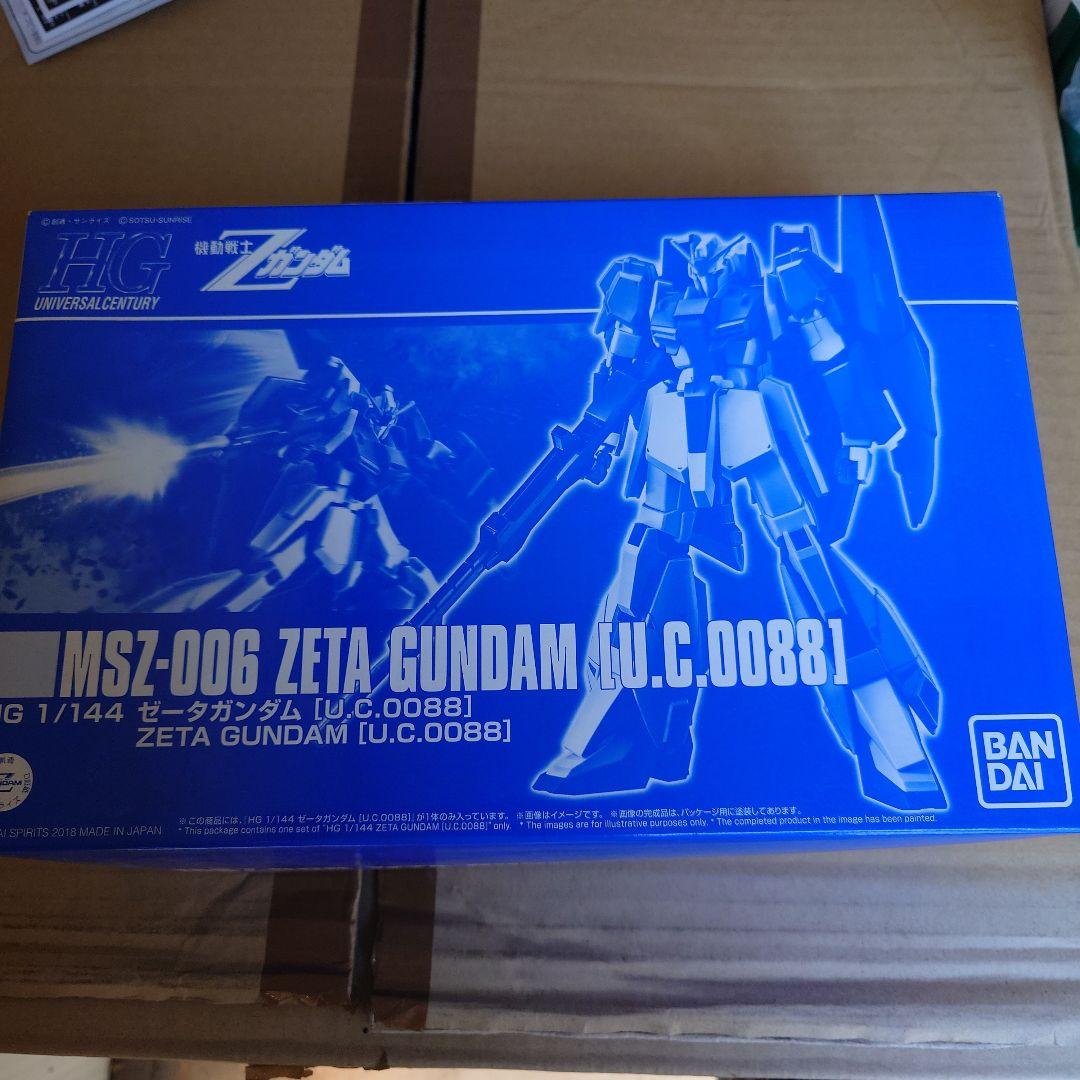 ©創通・サンライズ ©SOTSU・SUNRISE
HG
UNIVERSAL CENTURY
機動戦士Zガンダム
MSZ-006 ZETA GUNDAM [U.C.0088]
HG 1/144 ゼータガンダム [U.C.0088]
ZETA GUNDAM [U.C.0088]
BAN
DAI
AI SPIRITS 2018 MADE IN JAPAN
※この商品には、「HG 1/144 ゼータガンダム [U.C.0088]」が1体のみ入っています。 ※画像はイメージです。 ※画像の完成品は、パッケージ用に塗装してあります。
* This package contains one set of "HG 1/144 ZETA GUNDAM [U.C.0088]" only. * The images are for illustrative purposes only. * The completed product in the image has been painted.